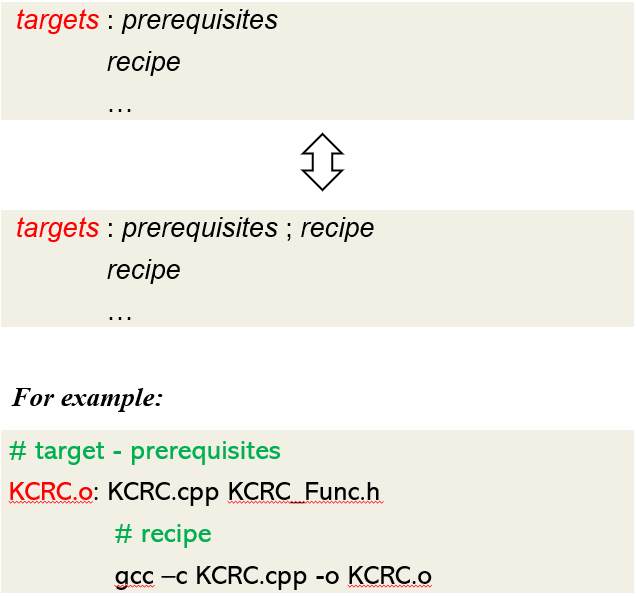 targets : prerequisites
recipe
…
targets : prerequisites ; recipe
recipe
…
For example:
# target - prerequisites
KCRC.o: KCRC.cpp KCRC_Func.h
# recipe
gcc –c KCRC.cpp -o KCRC.o